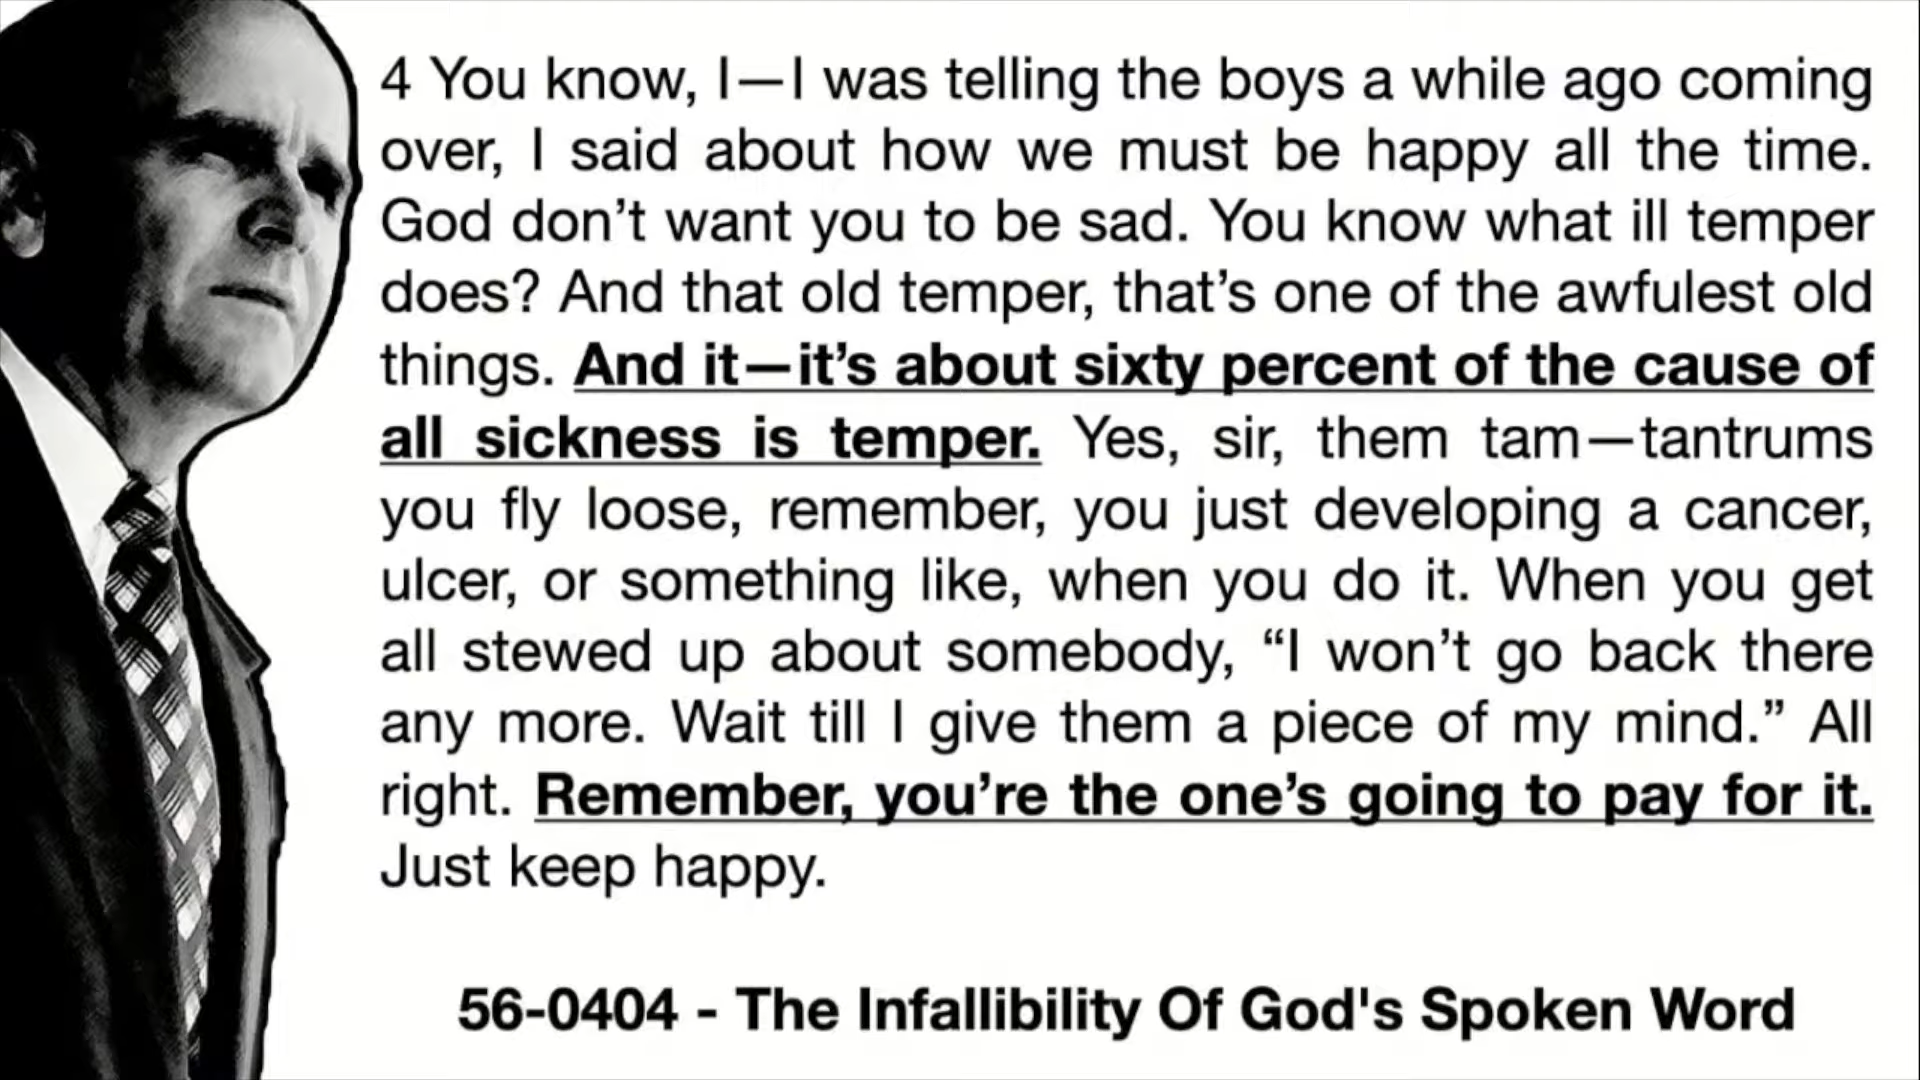 4 You know, I—I was telling the boys a while ago coming
over, I said about how we must be happy all the time.
God don’t want you to be sad. You know what ill temper
does? And that old temper, that’s one of the awfulest old
things. And it—it’s about sixty percent of the cause of
all sickness is temper. Yes, sir, them tam—tantrums
you fly loose, remember, you just developing a cancer,
ulcer, or something like, when you do it. When you get
all stewed up about somebody, “I won’t go back there
any more. Wait till I give them a piece of my mind.” All
right. Remember, you’re the one’s going to pay for it.
Just keep happy.
56-0404 - The Infallibility Of God's Spoken Word